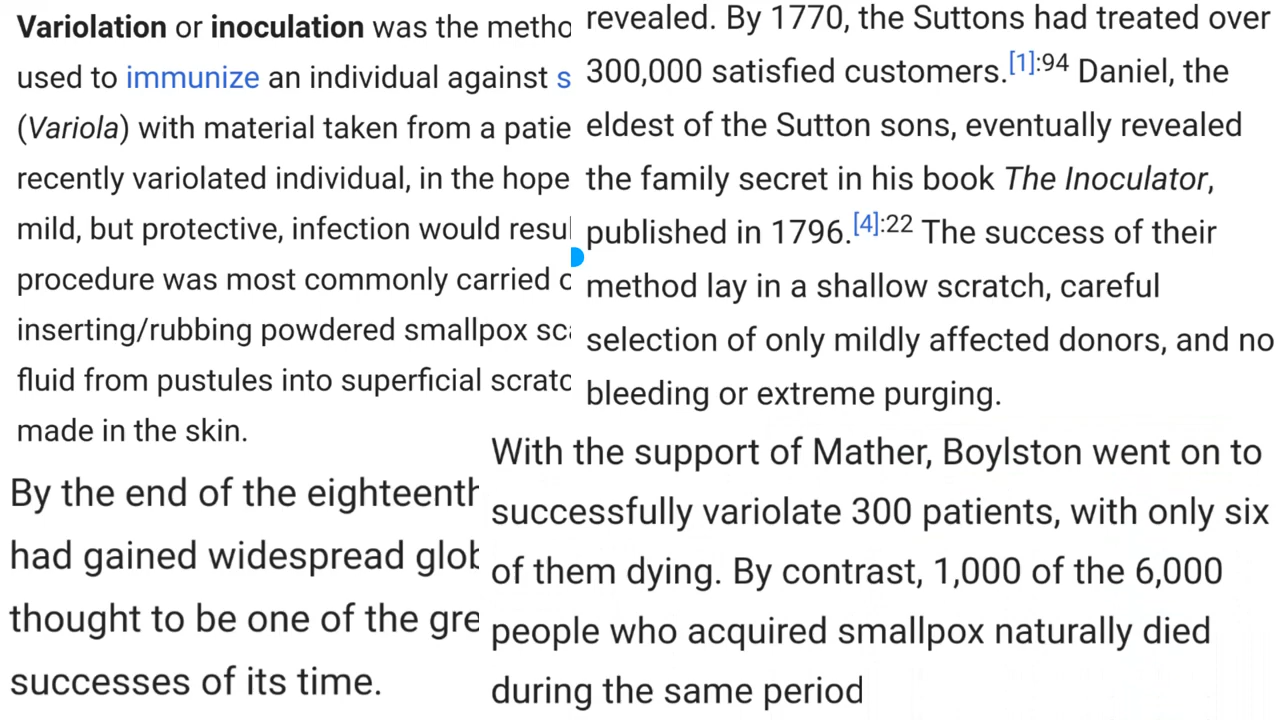 Variolation or inoculation was the metho
used to immunize an individual against s
(Variola) with material taken from a patie
recently variolated individual, in the hope
mild, but protective, infection would resul
procedure was most commonly carried o
inserting/rubbing powdered smallpox sca
fluid from pustules into superficial scratc
made in the skin.
revealed. By 1770, the Suttons had treated over
300,000 satisfied customers.[1]:94 Daniel, the
eldest of the Sutton sons, eventually revealed
the family secret in his book The Inoculator,
published in 1796.[4]:22 The success of their
method lay in a shallow scratch, careful
selection of only mildly affected donors, and no
bleeding or extreme purging.
By the end of the eighteenth
had gained widespread glob
thought to be one of the gre
successes of its time.
With the support of Mather, Boylston went on to
successfully variolate 300 patients, with only six
of them dying. By contrast, 1,000 of the 6,000
people who acquired smallpox naturally died
during the same period